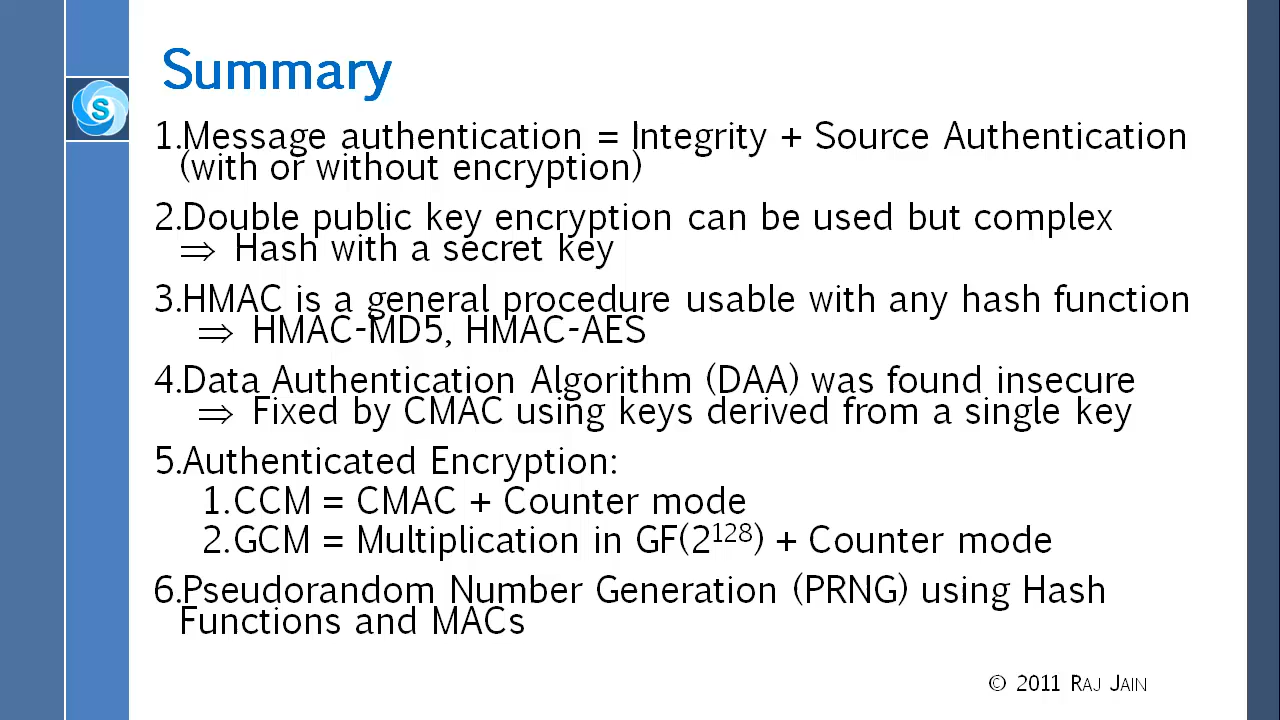 Summary
S
1.Message authentication = Integrity + Source Authentication
(with or without encryption)
2.Double public key encryption can be used but complex
⇒ Hash with a secret key
3.HMAC is a general procedure usable with any hash function
⇒ HMAC-MD5, HMAC-AES
4.Data Authentication Algorithm (DAA) was found insecure
⇒ Fixed by CMAC using keys derived from a single key
5.Authenticated Encryption:
1.CCM = CMAC + Counter mode
2.GCM = Multiplication in GF(2¹²⁸) + Counter mode
6.Pseudorandom Number Generation (PRNG) using Hash
Functions and MACs
© 2011 RAJ JAIN